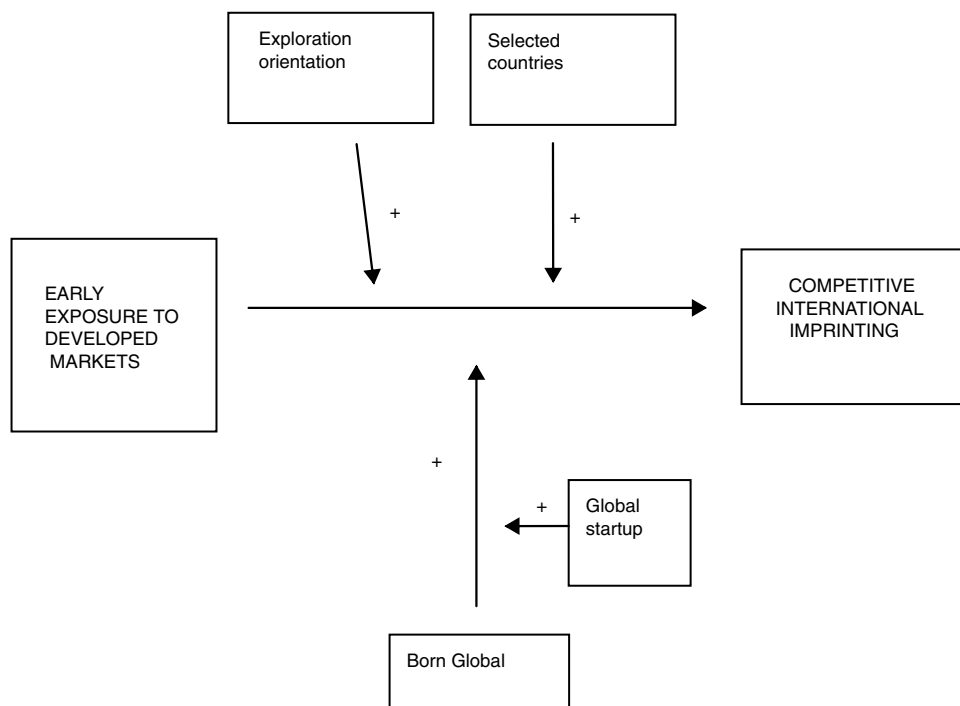 Exploration
orientation
Selected
countries
+
+
EARLY
EXPOSURE TO
DEVELOPED
MARKETS
COMPETITIVE
INTERNATIONAL
IMPRINTING
+
+
Global
startup
Born Global